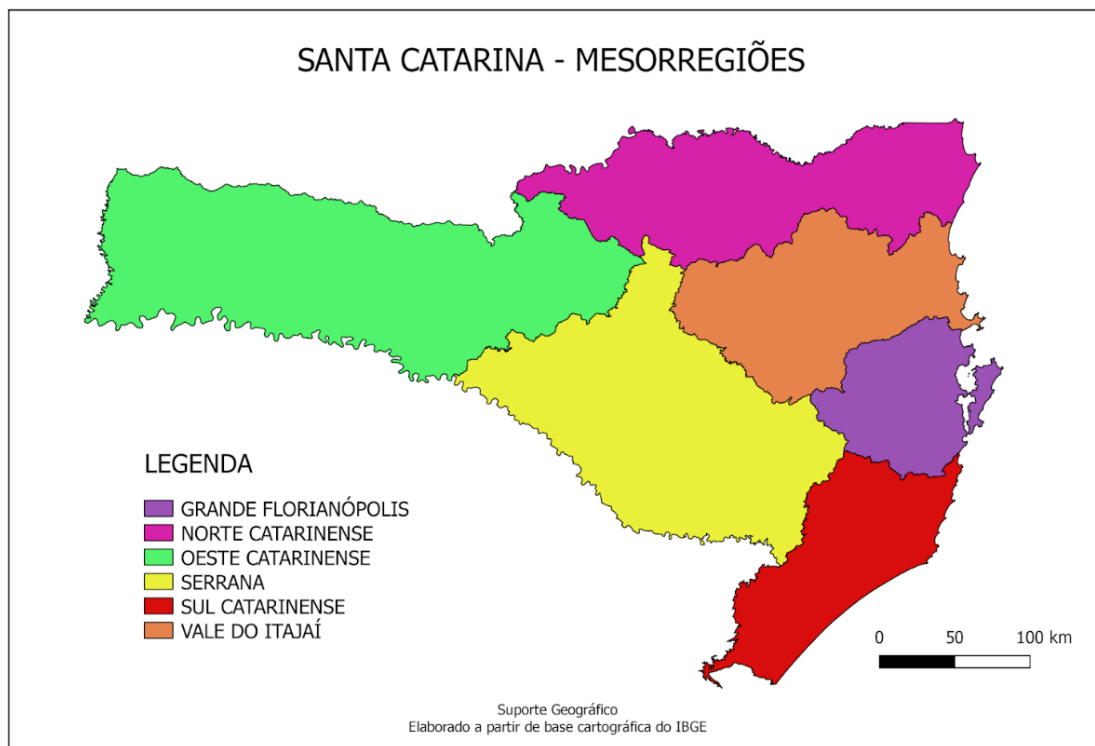 SANTA CATARINA - MESORREGIÕES
LEGENDA
GRANDE FLORIANÓPOLIS
NORTE CATARINENSE
OESTE CATARINENSE
SERRANA
SUL CATARINENSE
VALE DO ITAJAÍ
0 50 100 km
Suporte Geográfico
Elaborado a partir de base cartográfica do IBGE